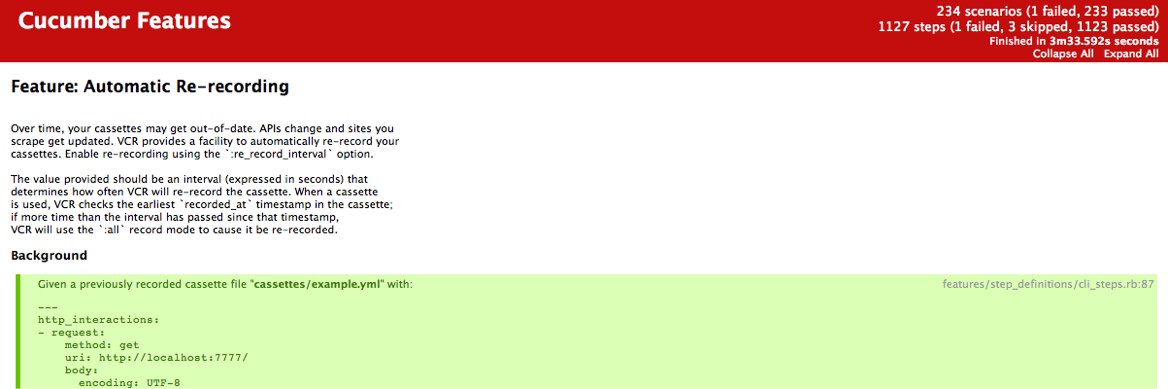 Cucumber Features
234 scenarios (1 failed, 233 passed)
1127 steps (1 failed, 3 skipped, 1123 passed)
Finished in 3m33.592s seconds
Collapse All Expand All
Feature: Automatic Re-recording
Over time, your cassettes may get out-of-date. APIs change and sites you
scrape get updated. VCR provides a facility to automatically re-record your
cassettes. Enable re-recording using the `:re_record_interval` option.
The value provided should be an interval (expressed in seconds) that
determines how often VCR will re-record the cassette. When a cassette
is used, VCR checks the earliest `recorded_at` timestamp in the cassette;
if more time than the interval has passed since that timestamp,
VCR will use the `:all` record mode to cause it be re-recorded.
Background
Given a previously recorded cassette file "cassettes/example.yml" with:
features/step_definitions/cli_steps.rb:87
---
http_interactions:
- request:
    method: get
    uri: http://localhost:7777/
    body:
      encoding: UTF-8